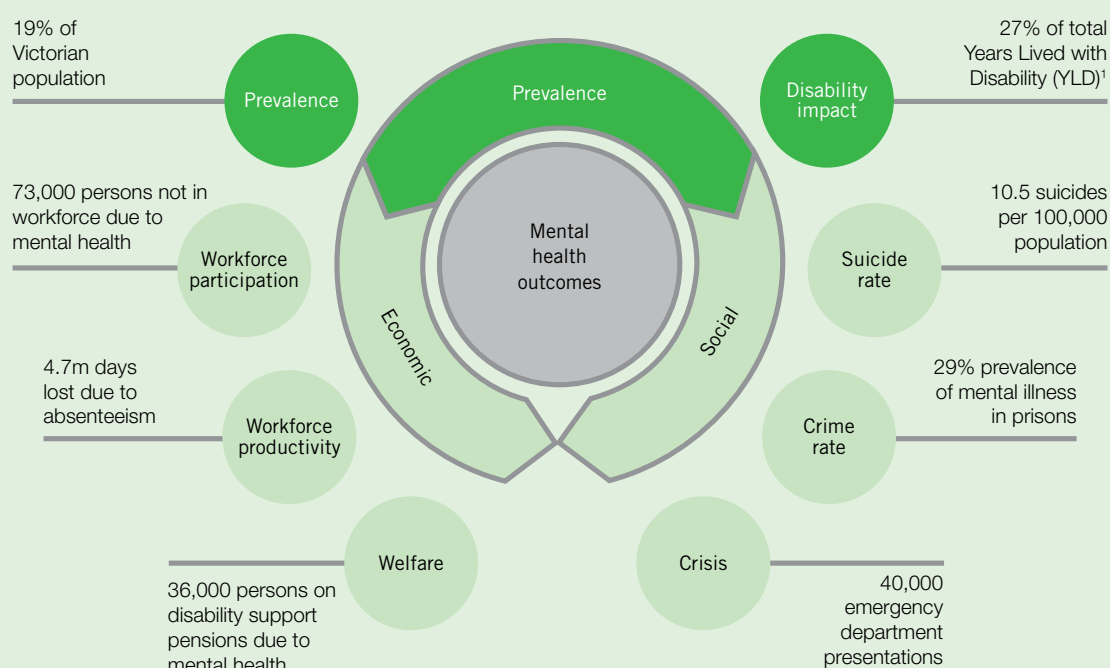 19% of
Victorian
population
Prevalence
Prevalence
Disability
impact
27% of total
Years Lived with
Disability (YLD)¹
73,000 persons not in
workforce due to
mental health
Workforce
participation
Mental
health
outcomes
Suicide
rate
10.5 suicides
per 100,000
population
Economic
Social
4.7m days
lost due to
absenteeism
Workforce
productivity
Crime
rate
29% prevalence
of mental illness
in prisons
Welfare
36,000 persons on
disability support
pensions due to
mental health
Crisis
40,000
emergency
department
presentations